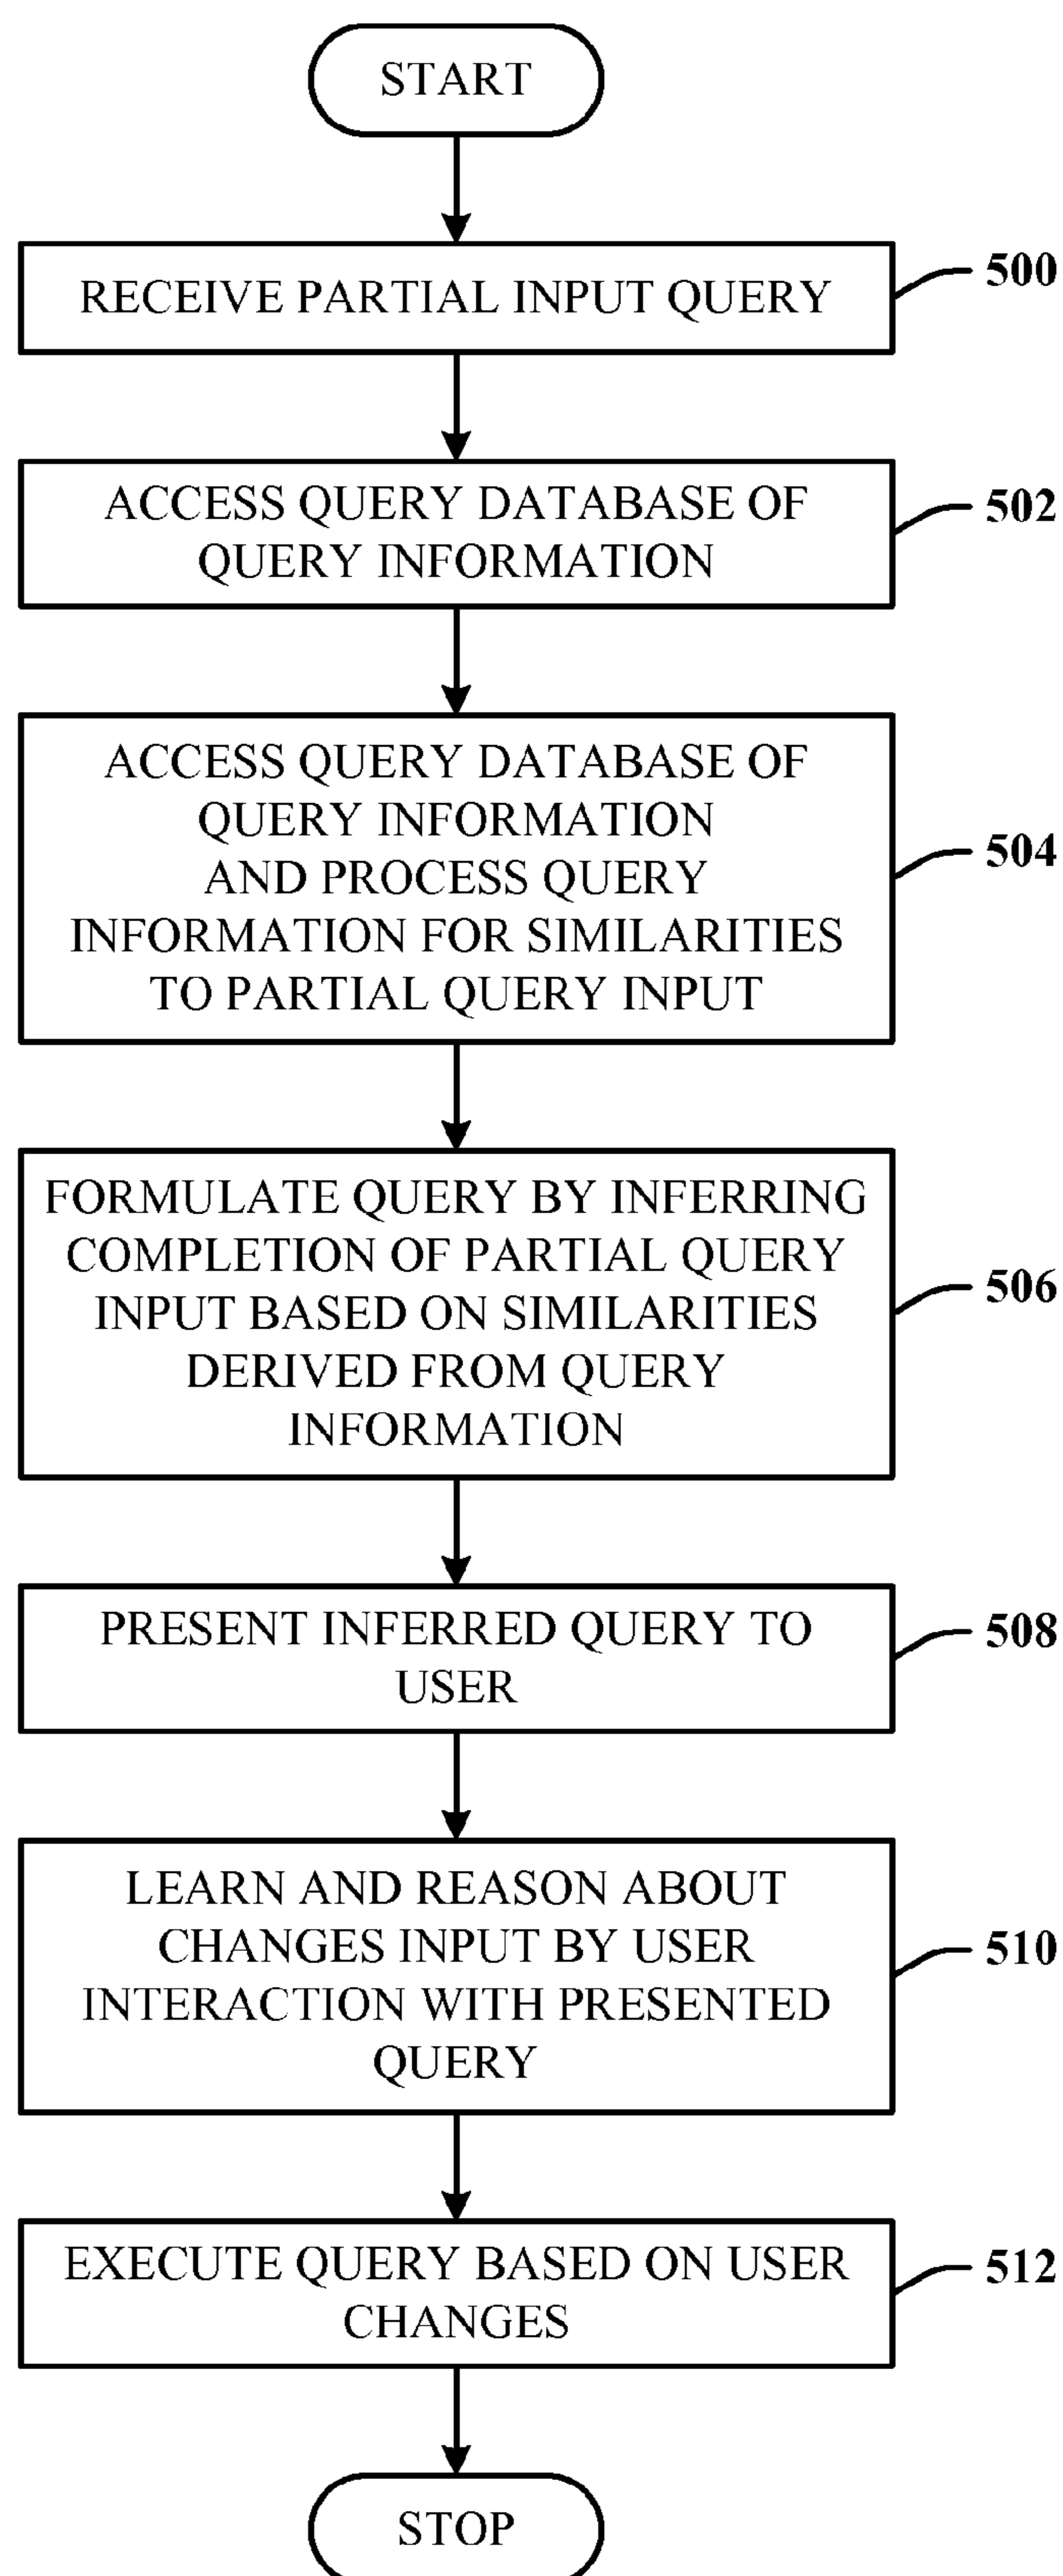 START
RECEIVE PARTIAL INPUT QUERY
500
ACCESS QUERY DATABASE OF
QUERY INFORMATION
502
ACCESS QUERY DATABASE OF
QUERY INFORMATION
AND PROCESS QUERY
INFORMATION FOR SIMILARITIES
TO PARTIAL QUERY INPUT
504
FORMULATE QUERY BY INFERRING
COMPLETION OF PARTIAL QUERY
INPUT BASED ON SIMILARITIES
DERIVED FROM QUERY
INFORMATION
506
PRESENT INFERRED QUERY TO
USER
508
LEARN AND REASON ABOUT
CHANGES INPUT BY USER
INTERACTION WITH PRESENTED
QUERY
510
EXECUTE QUERY BASED ON USER
CHANGES
512
STOP